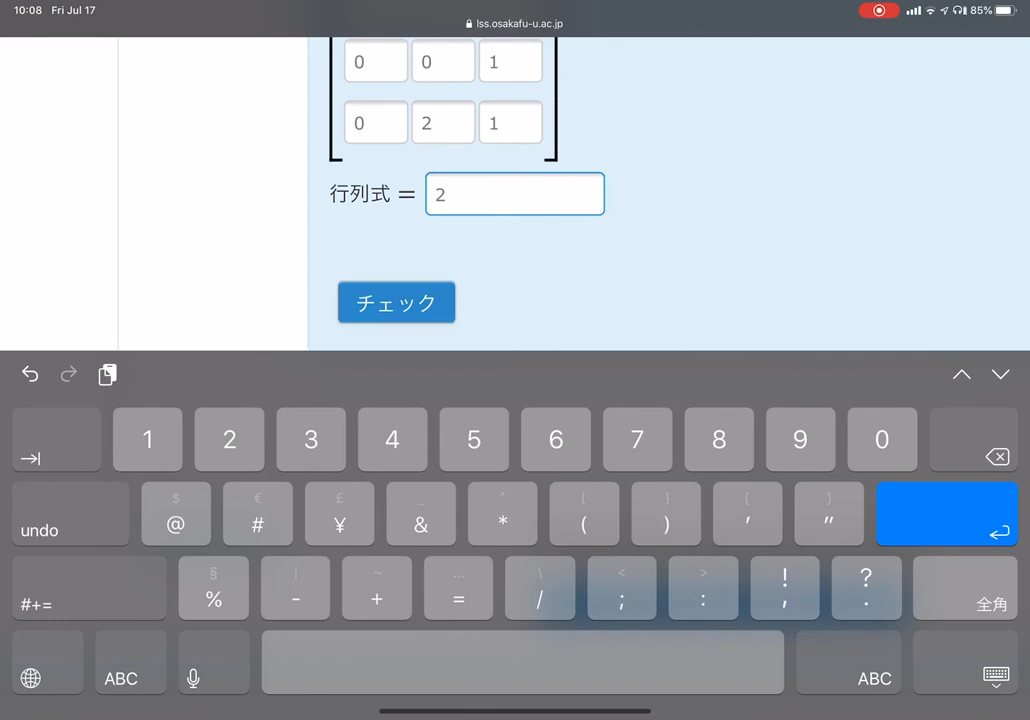 10:08 Fri Jul 17 85%
lss.osakafu-u.ac.jp
0 0 1
0 2 1
行列式 = 2
チェック
1 2 3 4 5 6 7 8 9 0
$ € £ _ ^ [ ] { }
undo @ # ¥ & * ( ) ' "
§ | ~ … \ < > ! ?
#+= % - + = / ; : , . 全角
ABC ABC